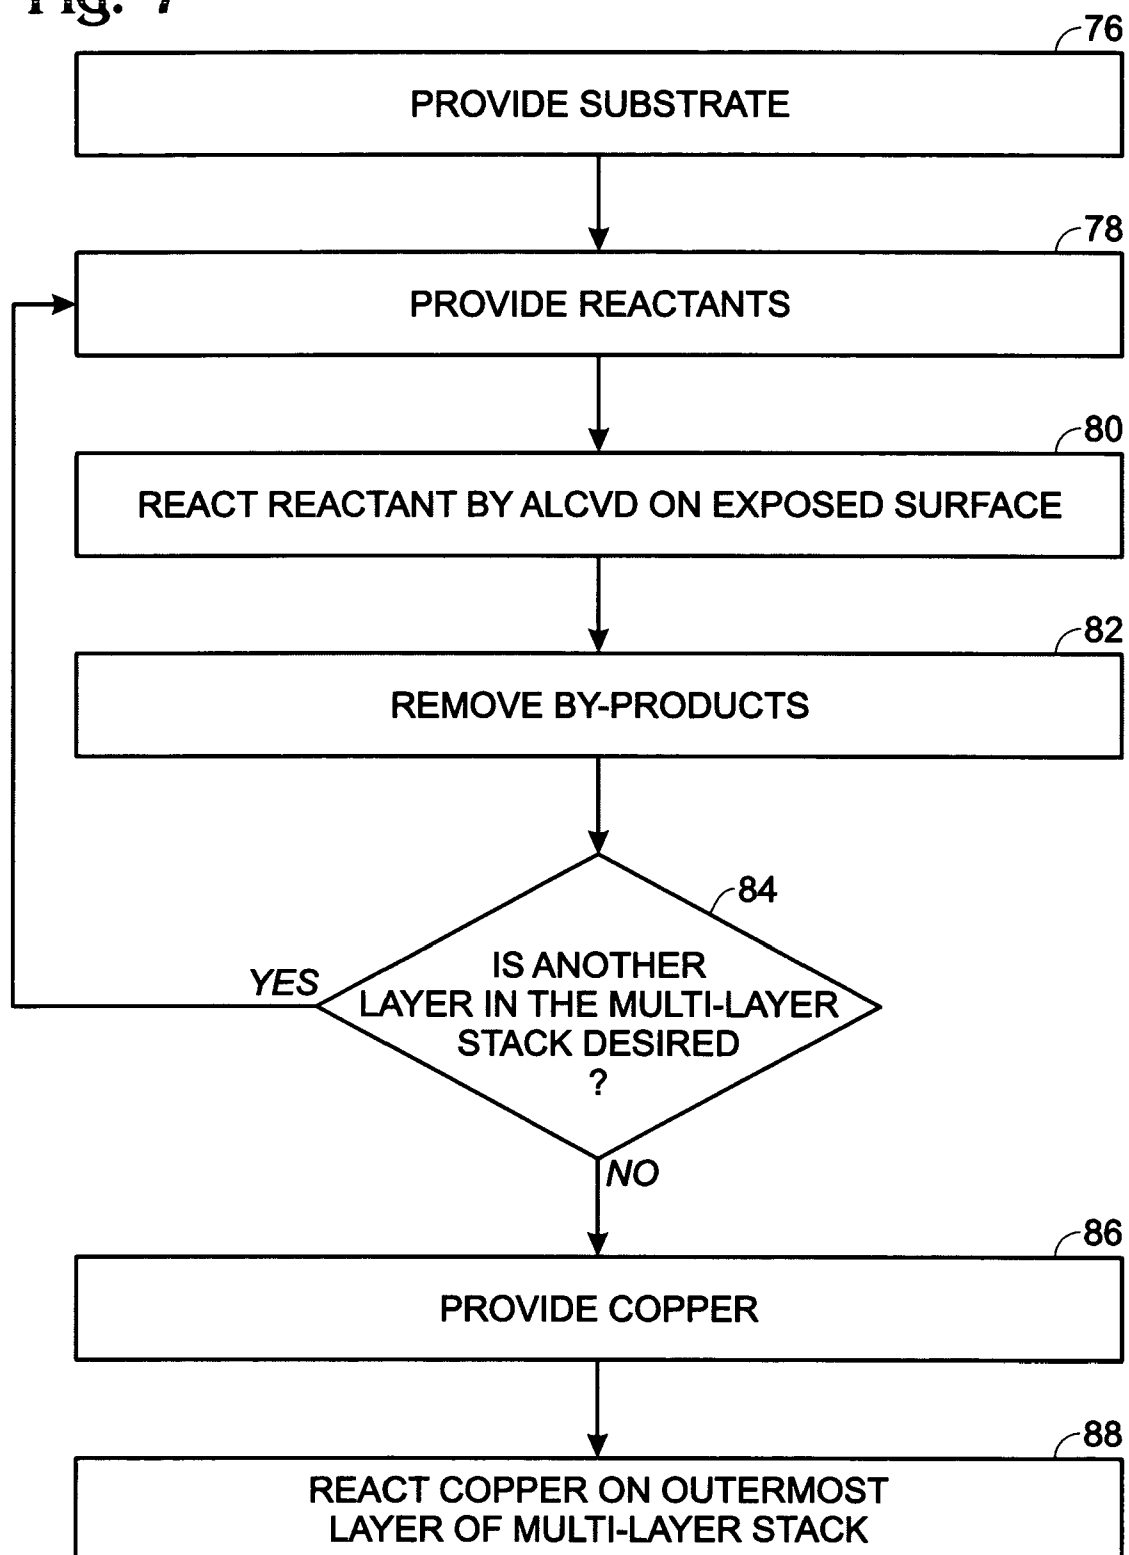 76
PROVIDE SUBSTRATE
78
PROVIDE REACTANTS
80
REACT REACTANT BY ALCVD ON EXPOSED SURFACE
82
REMOVE BY-PRODUCTS
84
IS ANOTHER
LAYER IN THE MULTI-LAYER
STACK DESIRED
?
YES
NO
86
PROVIDE COPPER
88
REACT COPPER ON OUTERMOST
LAYER OF MULTI-LAYER STACK